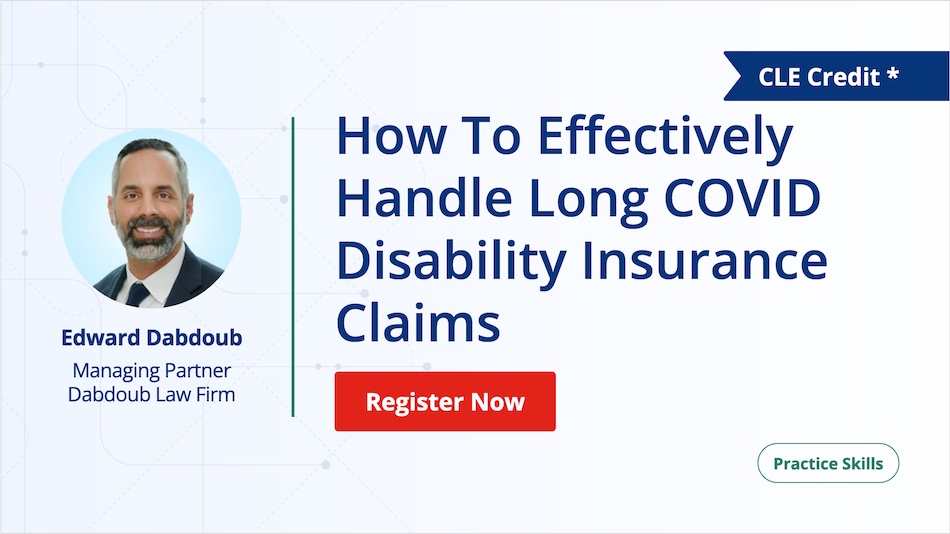 CLE Credit *
How To Effectively
Handle Long COVID
Disability Insurance
Claims
Edward Dabdoub
Managing Partner
Dabdoub Law Firm
Register Now
Practice Skills